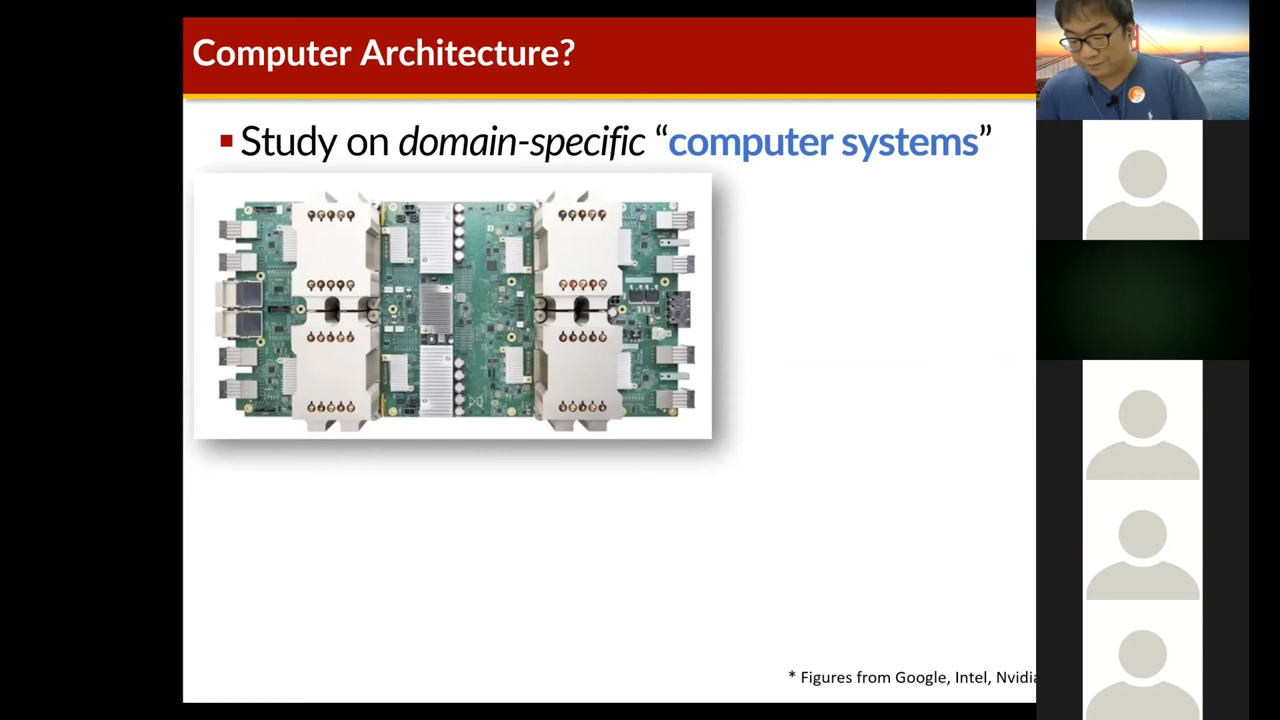 Computer Architecture?
Study on domain-specific “computer systems”
* Figures from Google, Intel, Nvidia